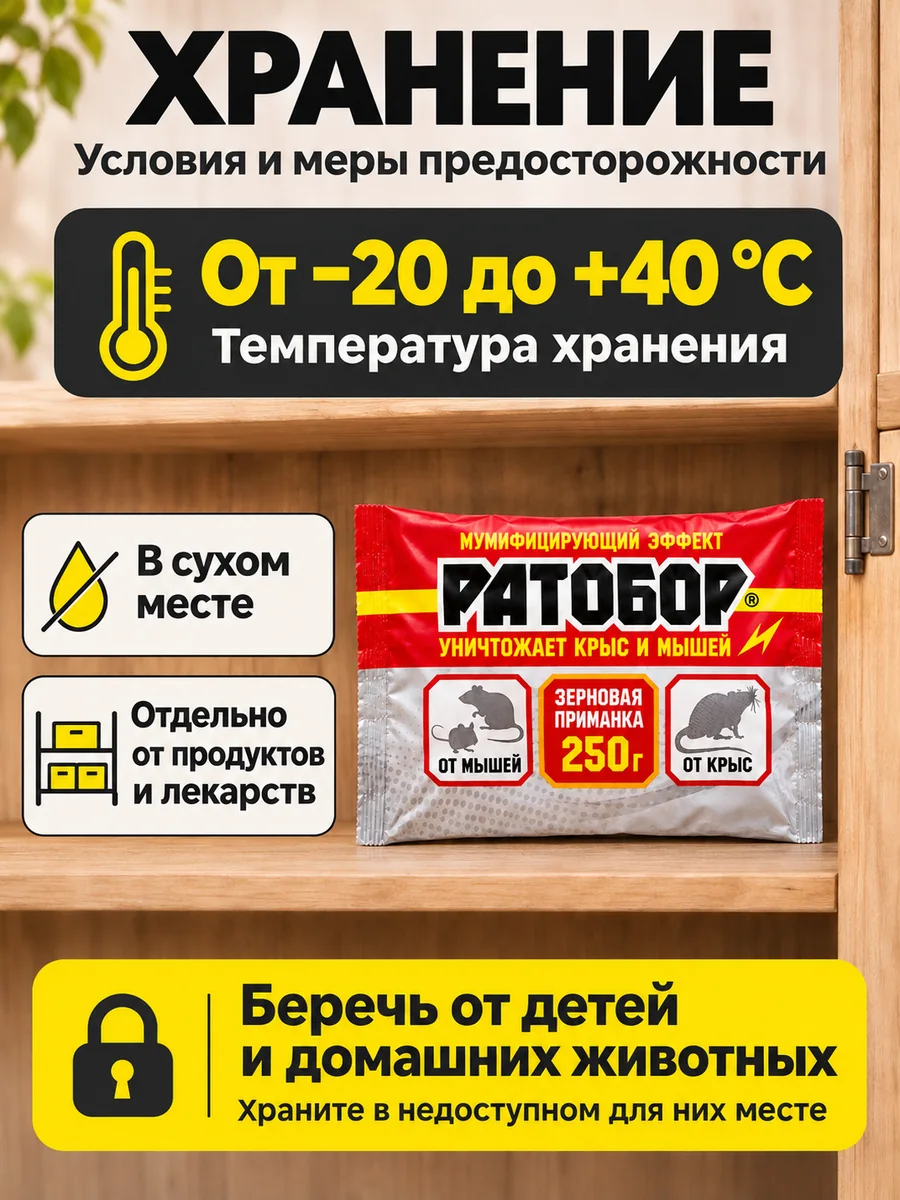 ХРАНЕНИЕ
Условия и меры предосторожности
От −20 до +40 °C
Температура хранения
В сухом
месте
Отдельно
от продуктов
и лекарств
МУМИФИЦИРУЮЩИЙ ЭФФЕКТ
РАТОБОР®
УНИЧТОЖАЕТ КРЫС И МЫШЕЙ
ОТ МЫШЕЙ
ЗЕРНОВАЯ
ПРИМАНКА
250г
ОТ КРЫС
Беречь от детей
и домашних животных
Храните в недоступном для них месте